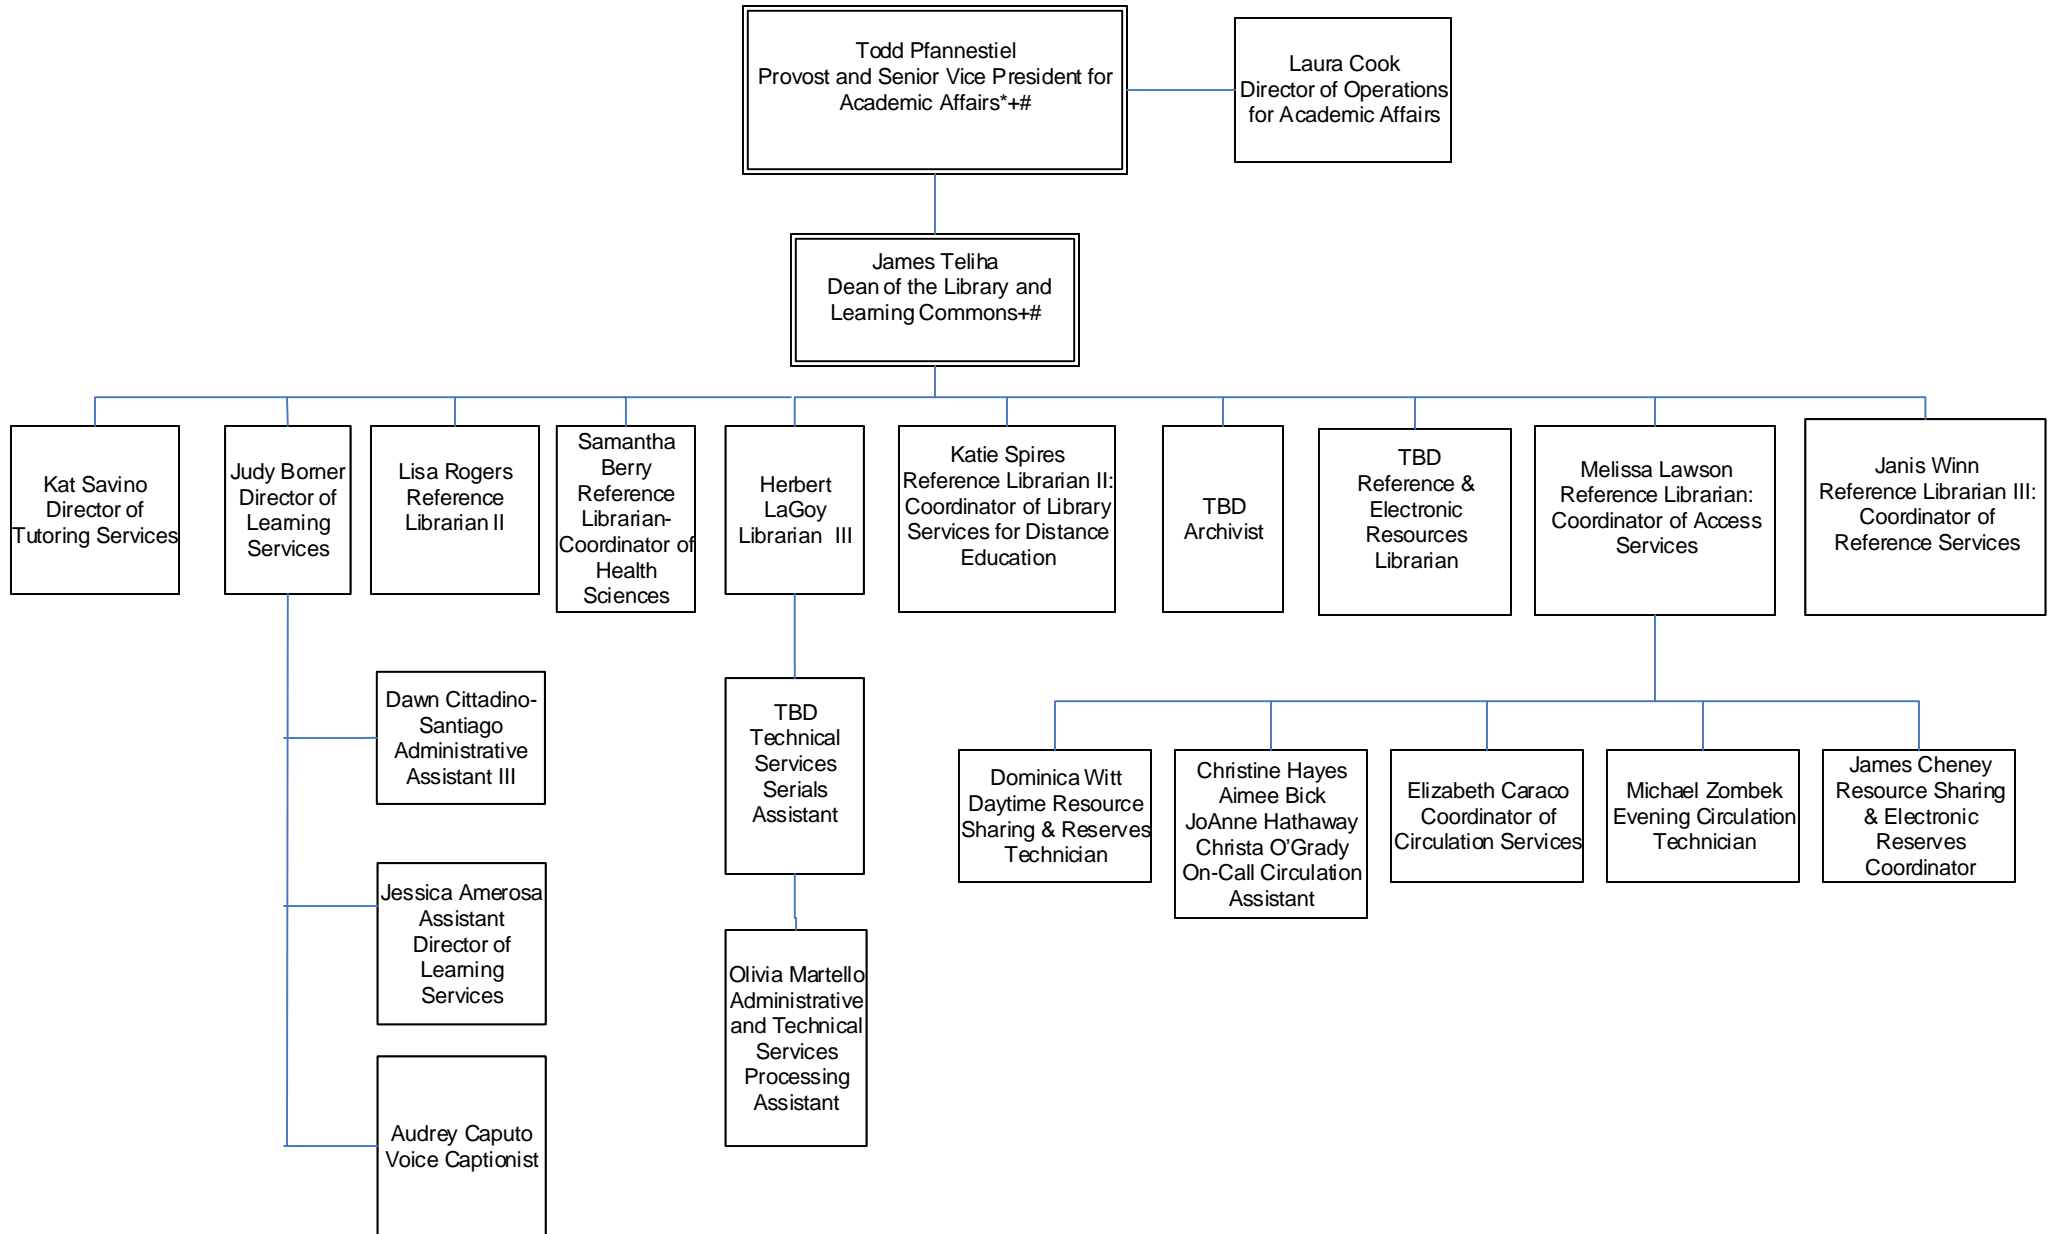 Todd Pfannestiel
Provost and Senior Vice President for
Academic Affairs*+#
Laura Cook
Director of Operations
for Academic Affairs
James Teliha
Dean of the Library and
Learning Commons+#
Kat Savino
Director of
Tutoring Services
Judy Borner
Director of
Learning
Services
Lisa Rogers
Reference
Librarian II
Samantha
Berry
Reference
Librarian-
Coordinator of
Health
Sciences
Herbert
LaGoy
Librarian III
Katie Spires
Reference Librarian II:
Coordinator of Library
Services for Distance
Education
TBD
Archivist
TBD
Reference &
Electronic
Resources
Librarian
Melissa Lawson
Reference Librarian:
Coordinator of Access
Services
Janis Winn
Reference Librarian III:
Coordinator of
Reference Services
Dawn Cittadino-
Santiago
Administrative
Assistant III
Jessica Amerosa
Assistant
Director of
Learning
Services
Audrey Caputo
Voice Captionist
TBD
Technical
Services
Serials
Assistant
Olivia Martello
Administrative
and Technical
Services
Processing
Assistant
Dominica Witt
Daytime Resource
Sharing & Reserves
Technician
Christine Hayes
Aimee Bick
JoAnne Hathaway
Christa O’Grady
On-Call Circulation
Assistant
Elizabeth Caraco
Coordinator of
Circulation Services
Michael Zombek
Evening Circulation
Technician
James Cheney
Resource Sharing
& Electronic
Reserves
Coordinator